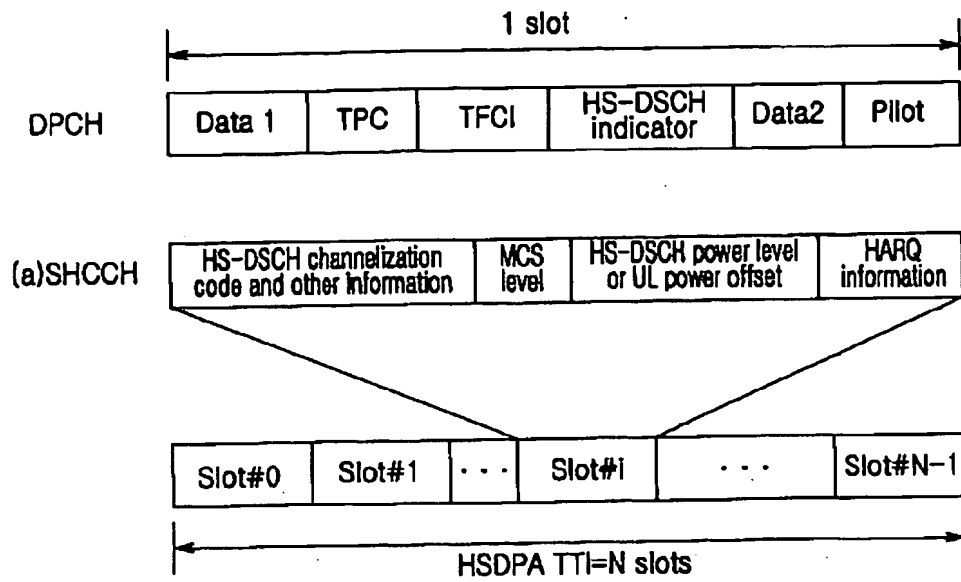 1 slot
DPCH
Data 1
TPC
TFCI
HS-DSCH
indicator
Data2
Pilot
(a)SHCCH
HS-DSCH channelization
code and other information
MCS
level
HS-DSCH power level
or UL power offset
HARQ
information
Slot#0
Slot#1
···
Slot#i
···
Slot#N-1
HSDPA TTI=N slots